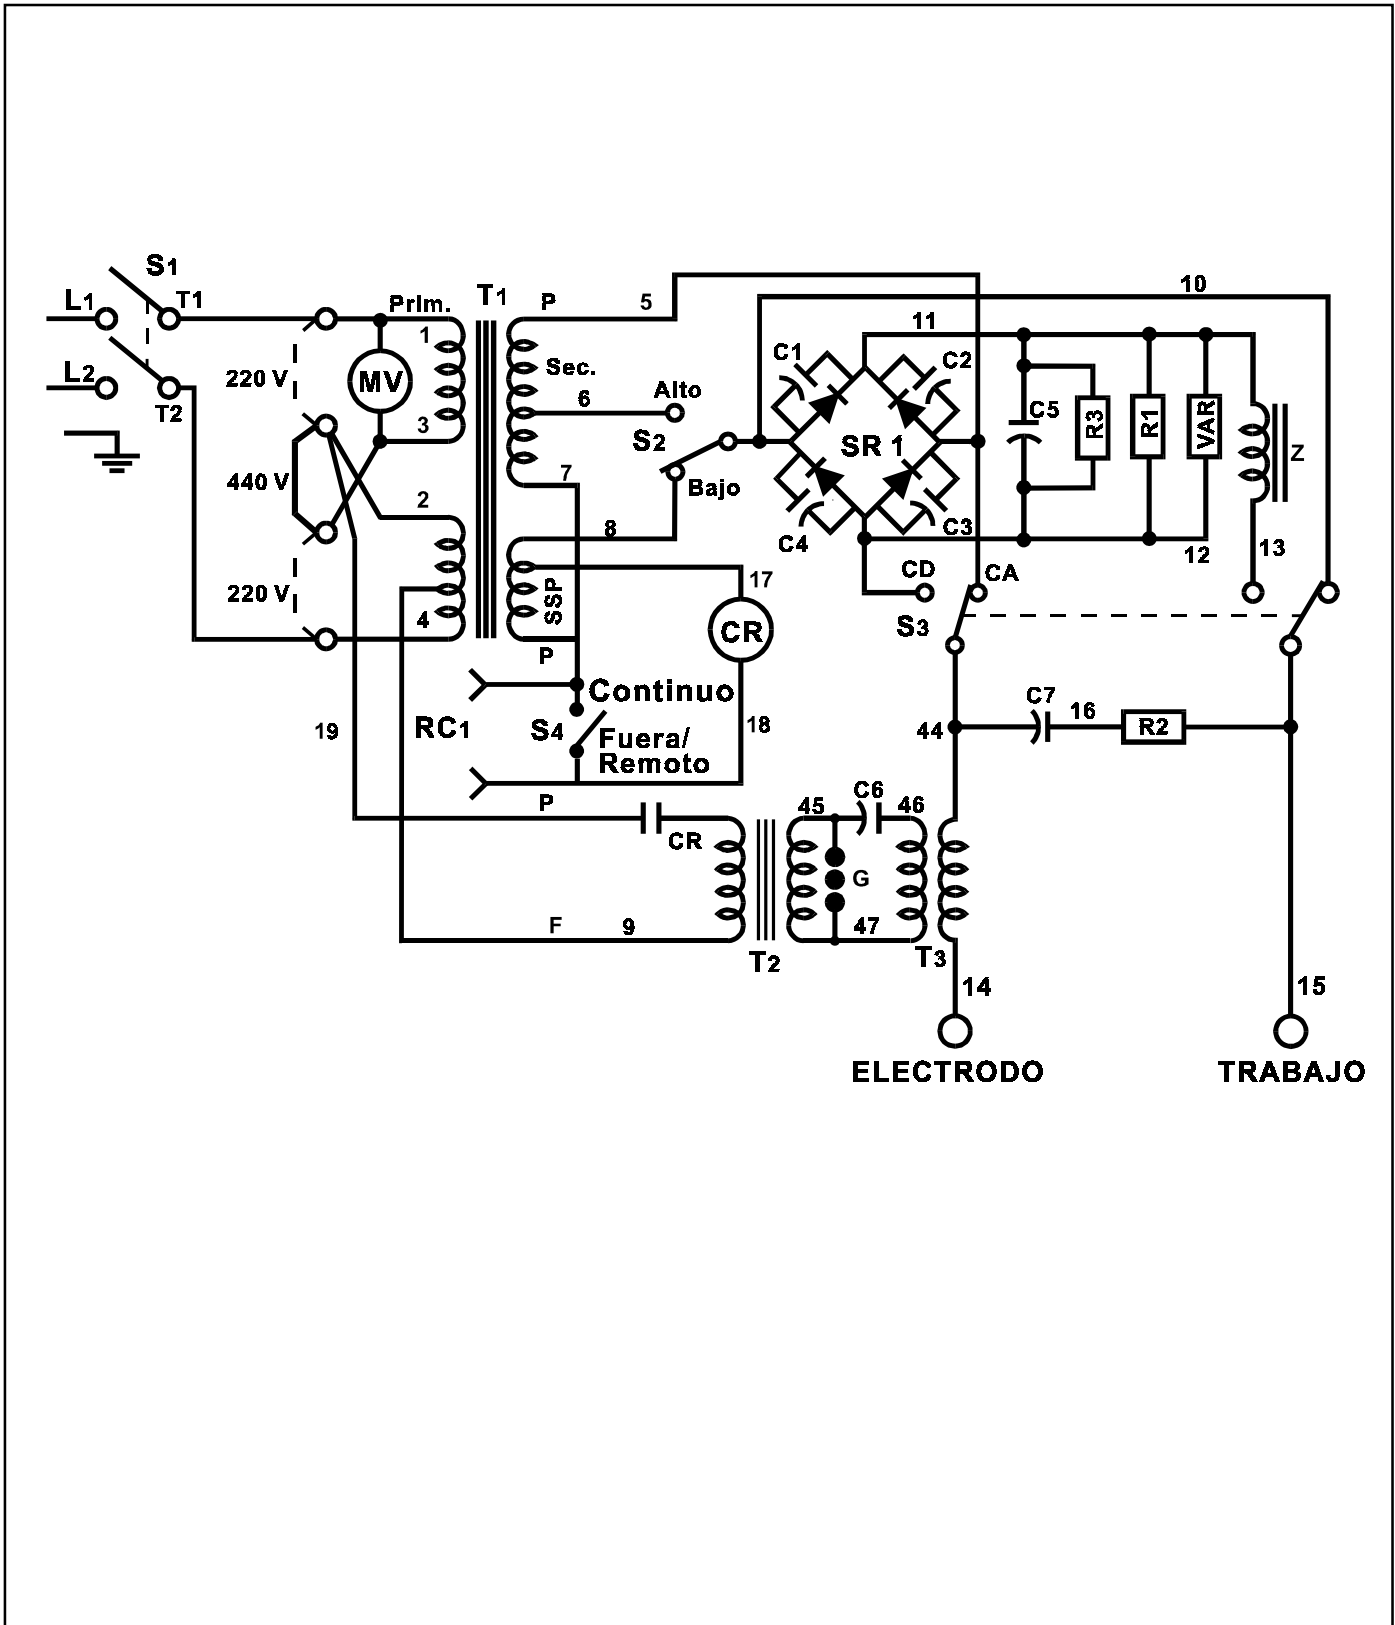 S1
L1
T1
L2
T2
220 V
440 V
220 V
Prim.
MV
1
3
2
4
T1
P
5
Sec.
6
Alto
S2
Bajo
7
8
17
SSP
P
CR
10
11
C1
C2
SR 1
C4
C3
C5
R3
R1
VAR
Z
12
13
CD
CA
S3
Continuo
RC1
S4
Fuera/
Remoto
18
19
P
CR
F
9
T2
45
C6
46
G
47
T3
44
C7
16
R2
14
15
ELECTRODO
TRABAJO